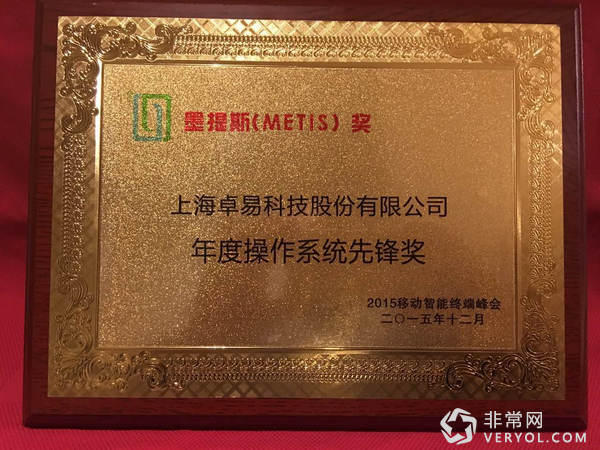 墨提斯(METIS)奖
上海卓易科技股份有限公司
年度操作系统先锋奖
2015移动智能终端峰会
二〇一五年十二月
非常网
VERYOL.COM